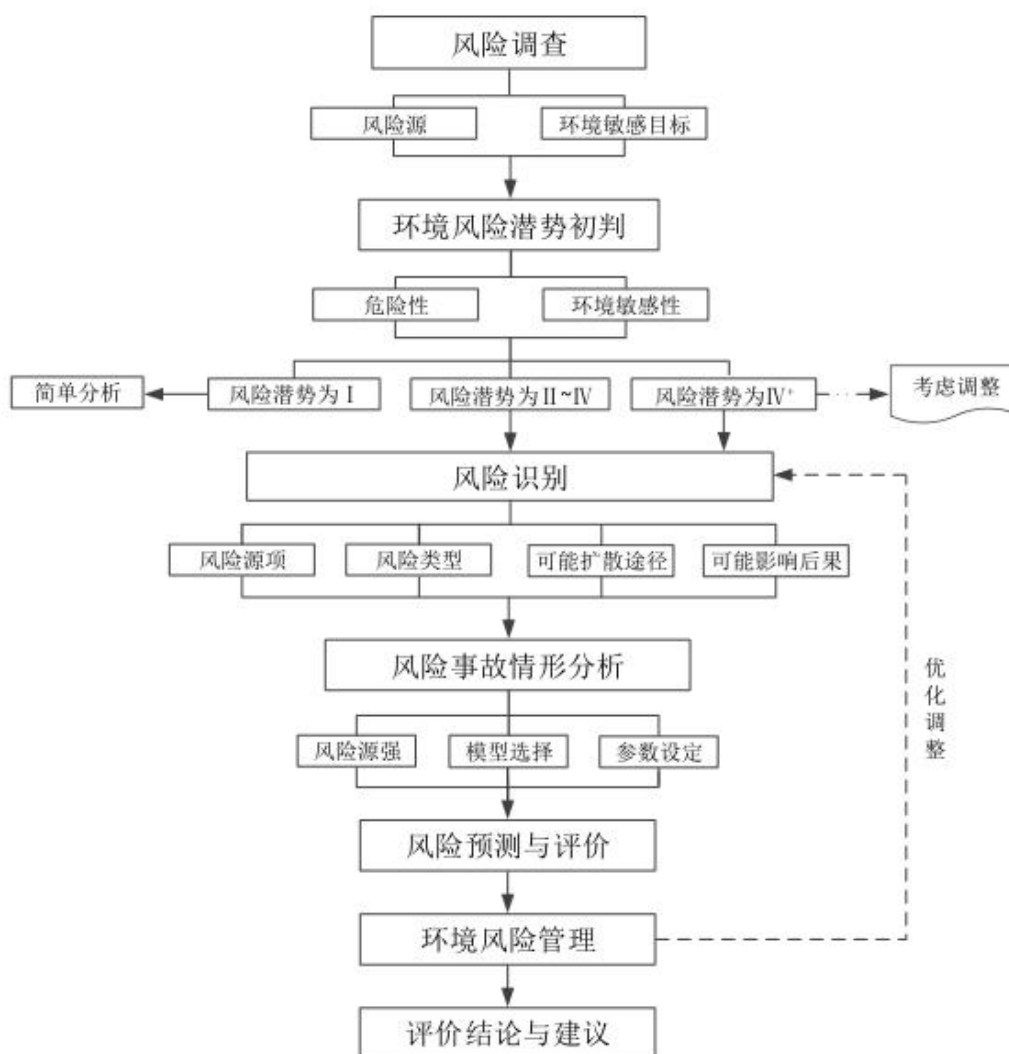 风险调查
风险源
环境敏感目标
环境风险潜势初判
危险性
环境敏感性
简单分析
风险潜势为Ⅰ
风险潜势为Ⅱ~Ⅳ
风险潜势为Ⅳ⁺
考虑调整
风险识别
风险源项
风险类型
可能扩散途径
可能影响后果
风险事故情形分析
优化调整
风险源强
模型选择
参数设定
风险预测与评价
环境风险管理
评价结论与建议